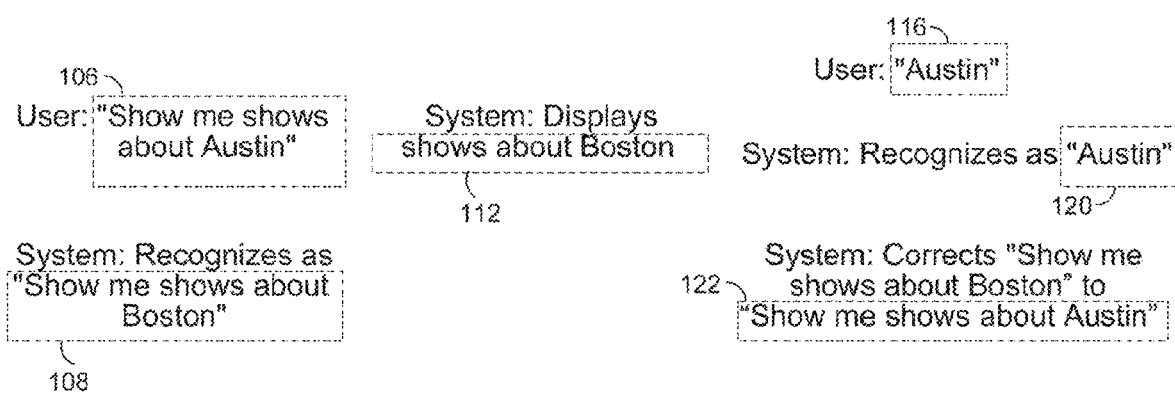 106
User: "Show me shows
about Austin"
System: Recognizes as
"Show me shows about
Boston"
108
System: Displays
shows about Boston
112
116
User: "Austin"
System: Recognizes as "Austin"
120
System: Corrects "Show me
shows about Boston" to
122
"Show me shows about Austin"